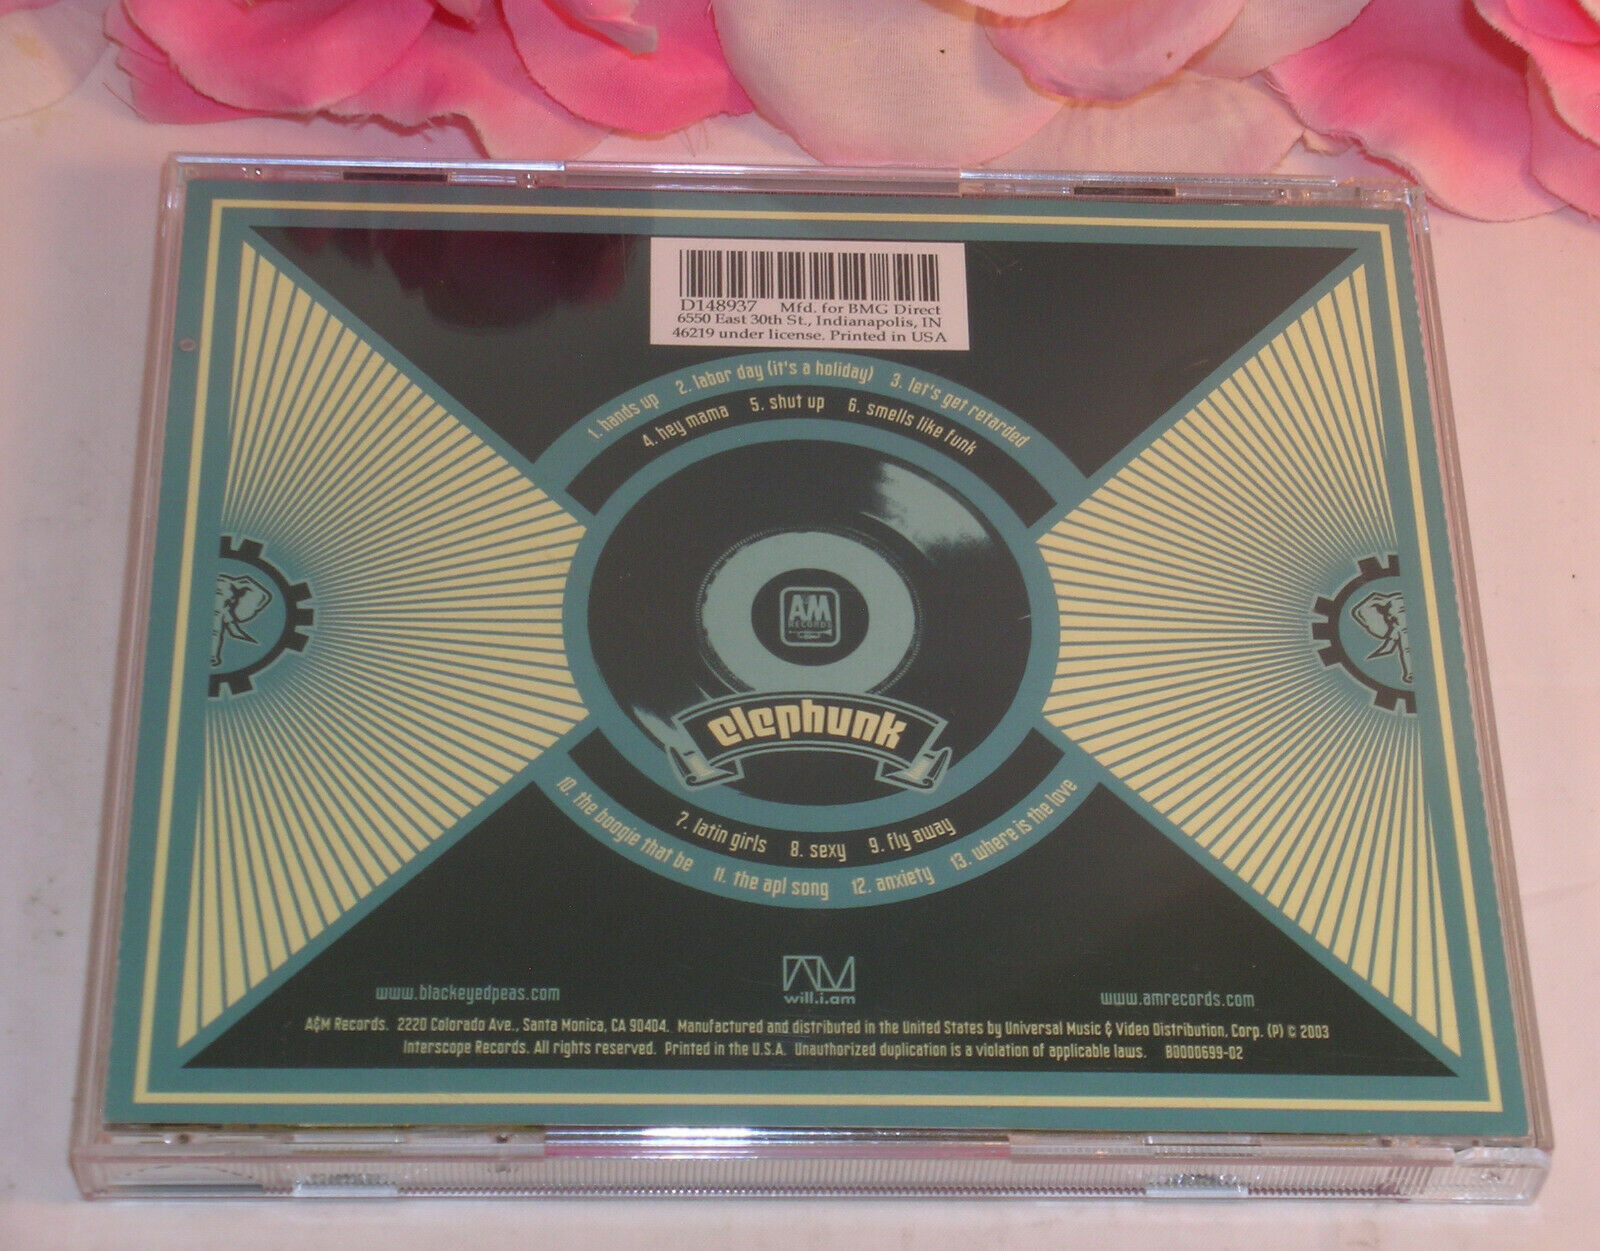 D148937 Mfd. for BMG Direct
6550 East 30th St., Indianapolis, IN
46219 under license. Printed in USA
1. hands up 2. labor day (it's a holiday) 3. let's get retarded
4. hey mama 5. shut up 6. smells like funk
A&M
RECORDS
elephunk
7. latin girls 8. sexy 9. fly away
10. the boogie that be 11. the apl song 12. anxiety 13. where is the love
will.i.am
www.blackeyedpeas.com
www.amrecords.com
A&M Records. 2220 Colorado Ave., Santa Monica, CA 90404. Manufactured and distributed in the United States by Universal Music & Video Distribution, Corp. (P) © 2003
Interscope Records. All rights reserved. Printed in the U.S.A. Unauthorized duplication is a violation of applicable laws. B0000699-02